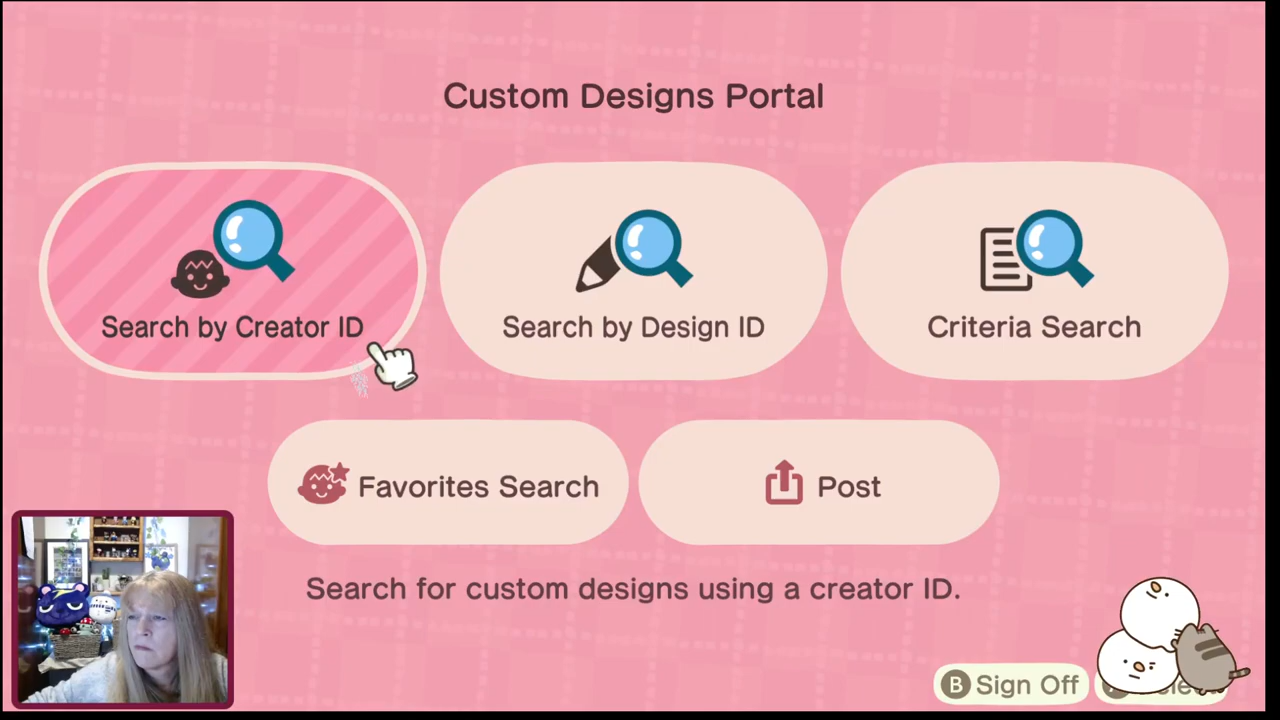 Custom Designs Portal
Search by Creator ID
Search by Design ID
Criteria Search
Favorites Search
Post
Search for custom designs using a creator ID.
B Sign Off